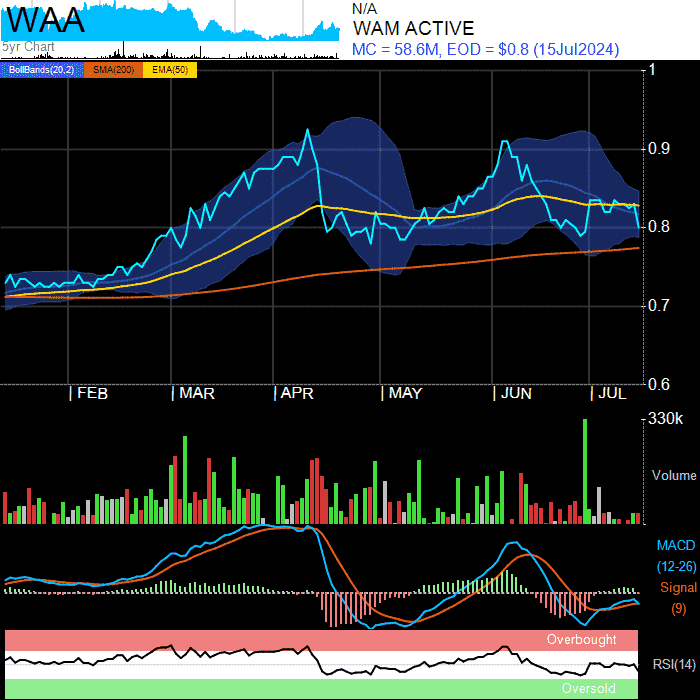 WAA
5yr Chart
N/A
WAM ACTIVE
MC = 58.6M, EOD = $0.8 (15Jul2024)
BollBands(20,2) SMA(200) EMA(50)
1
0.9
0.8
0.7
0.6
FEB MAR APR MAY JUN JUL
330k
Volume
MACD
(12-26)
Signal
(9)
Overbought
RSI(14)
Oversold